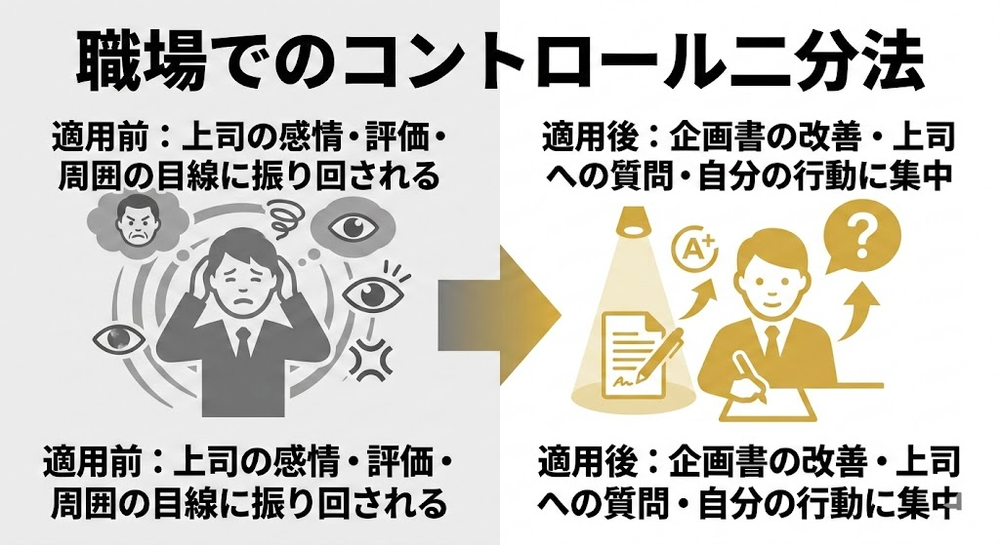 職場でのコントロール二分法
適用前：上司の感情・評価・
周囲の目線に振り回される
適用後：企画書の改善・上司
への質問・自分の行動に集中
A+
?
適用前：上司の感情・評価・
周囲の目線に振り回される
適用後：企画書の改善・上司
への質問・自分の行動に集中